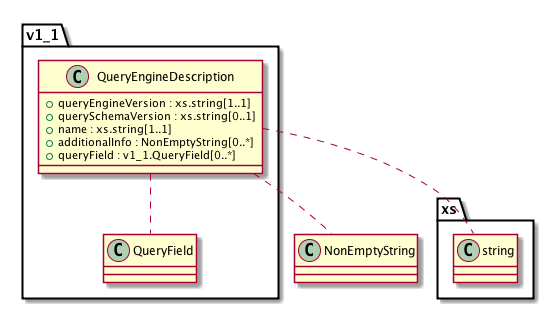 v1_1
C QueryEngineDescription
queryEngineVersion : xs.string[1..1]
querySchemaVersion : xs.string[0..1]
name : xs.string[1..1]
additionalInfo : NonEmptyString[0..*]
queryField : v1_1.QueryField[0..*]
xs
C QueryField
C NonEmptyString
C string